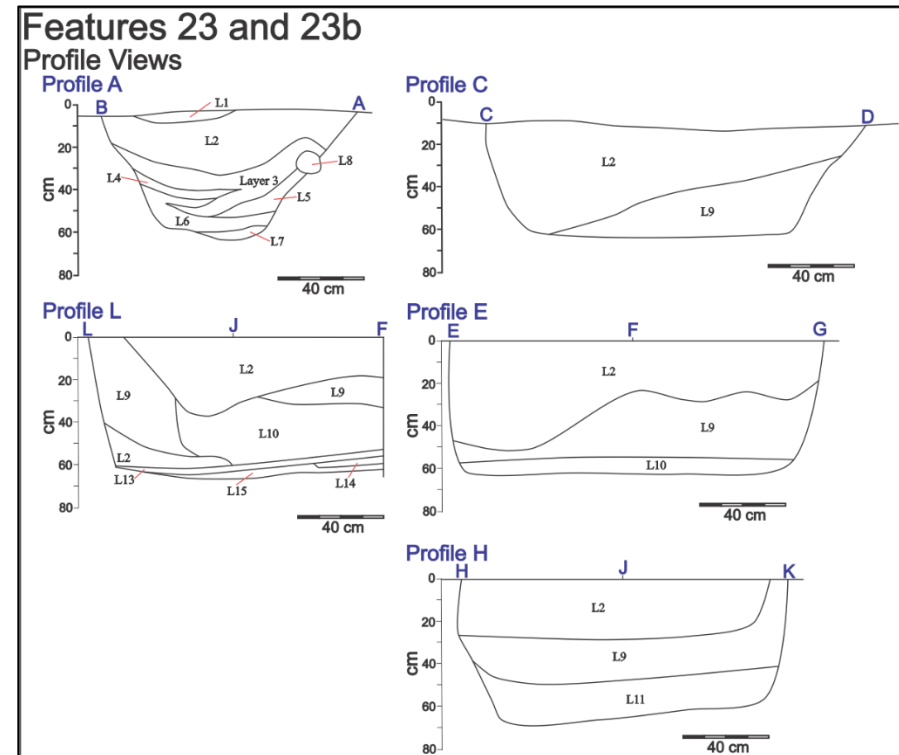 Features 23 and 23b
Profile Views
Profile A
B
A
0
20
40
60
80
cm
L1
L2
L8
L4
Layer 3
L5
L6
L7
40 cm
Profile C
C
D
0
20
40
60
80
cm
L2
L9
40 cm
Profile L
L
J
F
0
20
40
60
80
cm
L2
L9
L9
L10
L2
L13
L15
L14
40 cm
Profile E
E
F
G
0
20
40
60
80
cm
L2
L9
L10
40 cm
Profile H
H
J
K
0
20
40
60
80
cm
L2
L9
L11
40 cm